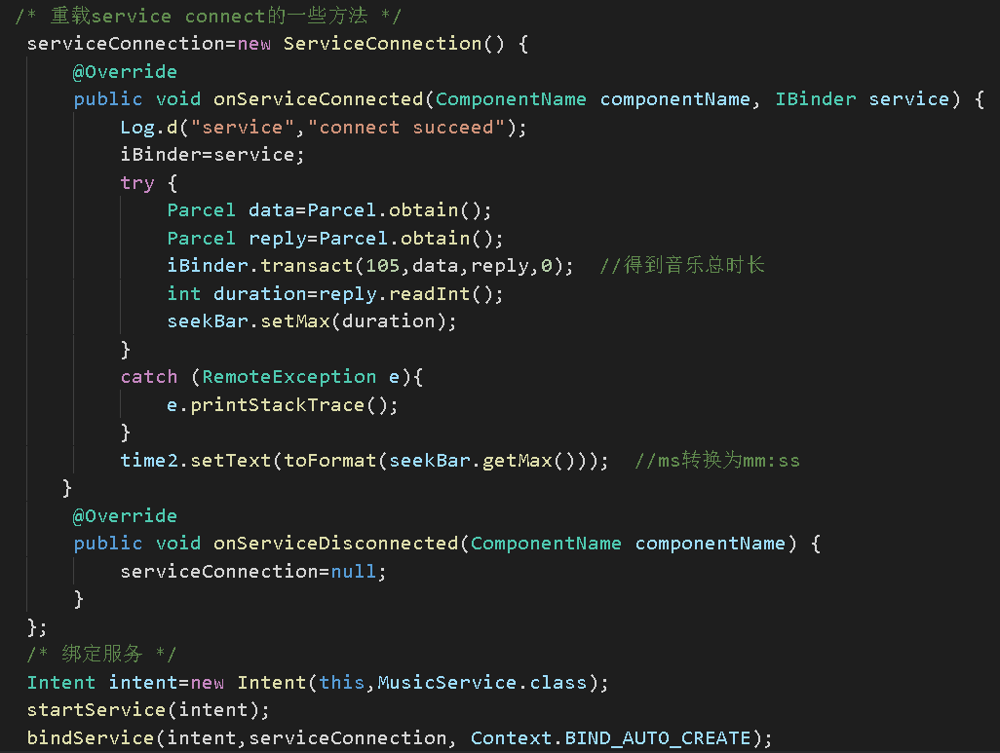 /* 重载service connect的一些方法 */
serviceConnection=new ServiceConnection() {
@Override
public void onServiceConnected(ComponentName componentName, IBinder service) {
Log.d("service","connect succeed");
iBinder=service;
try {
Parcel data=Parcel.obtain();
Parcel reply=Parcel.obtain();
iBinder.transact(105,data,reply,0);  //得到音乐总时长
int duration=reply.readInt();
seekBar.setMax(duration);
}
catch (RemoteException e){
e.printStackTrace();
}
time2.setText(toFormat(seekBar.getMax()));  //ms转换为mm:ss
}
@Override
public void onServiceDisconnected(ComponentName componentName) {
serviceConnection=null;
}
};
/* 绑定服务 */
Intent intent=new Intent(this,MusicService.class);
startService(intent);
bindService(intent,serviceConnection, Context.BIND_AUTO_CREATE);